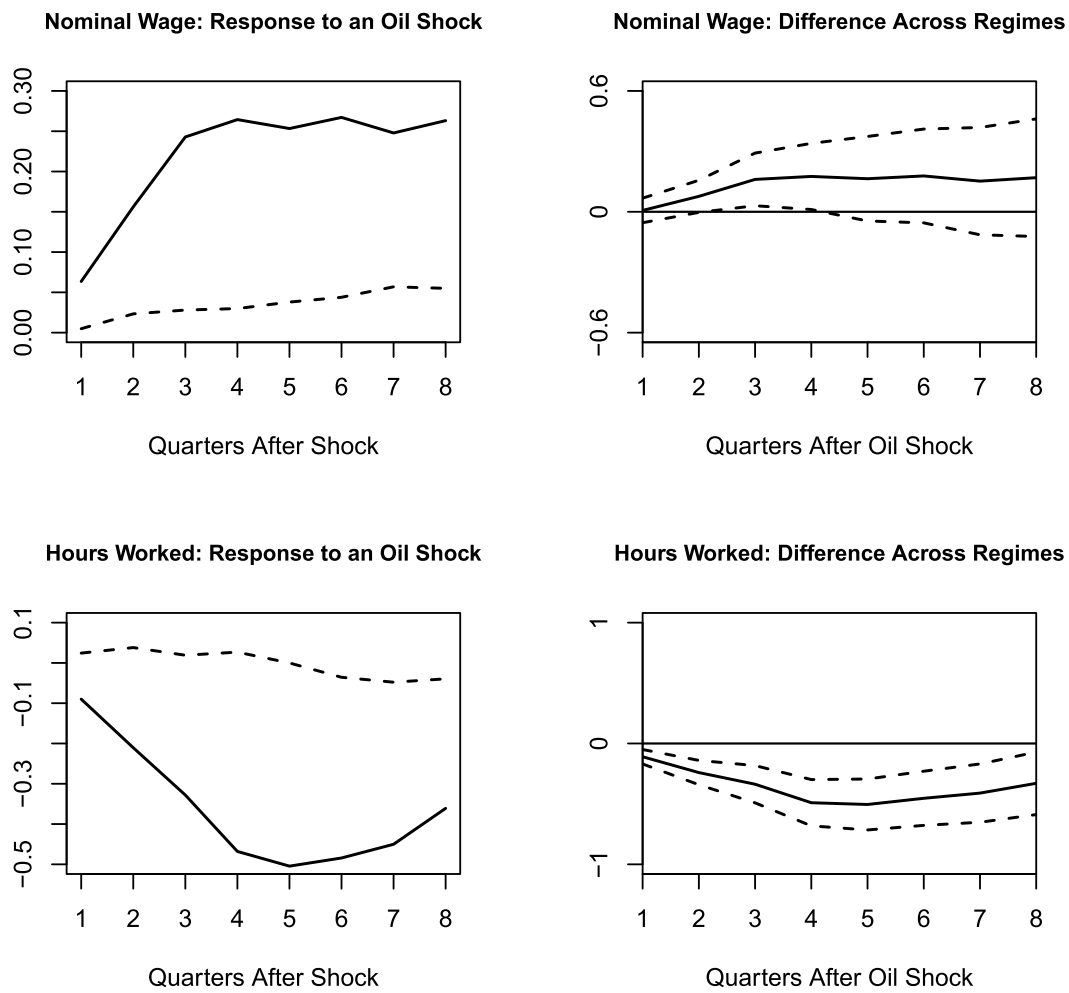 Nominal Wage: Response to an Oil Shock
0.30
0.20
0.10
0.00
1 2 3 4 5 6 7 8
Quarters After Shock
Nominal Wage: Difference Across Regimes
0.6
0
−0.6
1 2 3 4 5 6 7 8
Quarters After Oil Shock
Hours Worked: Response to an Oil Shock
0.1
−0.1
−0.3
−0.5
1 2 3 4 5 6 7 8
Quarters After Shock
Hours Worked: Difference Across Regimes
1
0
−1
1 2 3 4 5 6 7 8
Quarters After Oil Shock